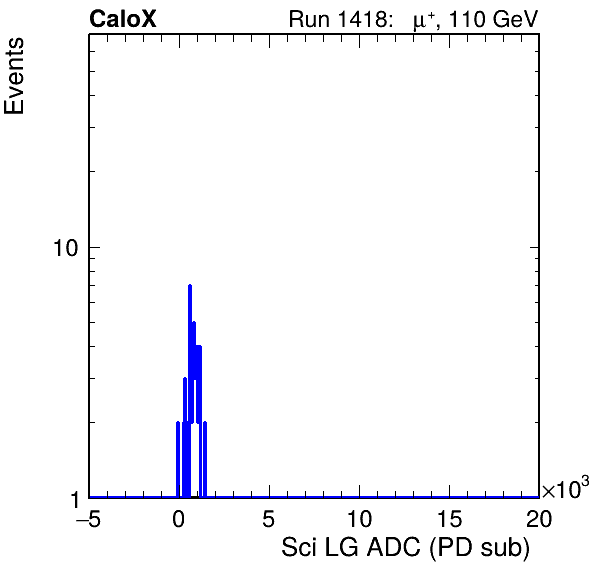 CaloX Run 1418: μ⁺, 110 GeV
Events
10
1
−5 0 5 10 15 20
×10³
Sci LG ADC (PD sub)